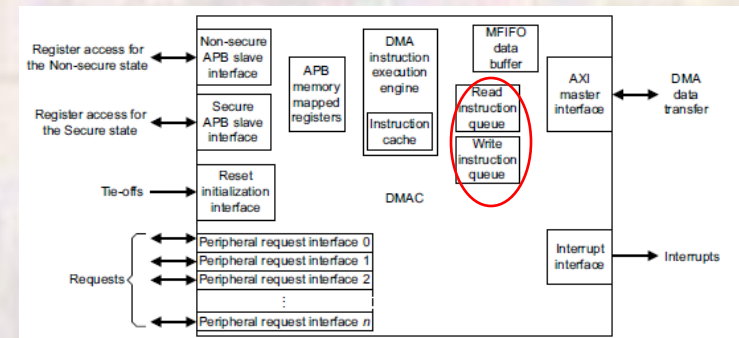 Register access for
the Non-secure state
Non-secure
APB slave
interface
Register access for
the Secure state
Secure
APB slave
interface
Tie-offs
Reset
initialization
interface
APB
memory
mapped
registers
DMA
instruction
execution
engine
Instruction
cache
MFIFO
data
buffer
Read
instruction
queue
Write
instruction
queue
DMAC
AXI
master
interface
DMA
data
transfer
Interrupt
interface
Interrupts
Requests
Peripheral request interface 0
Peripheral request interface 1
Peripheral request interface 2
⋮
Peripheral request interface n